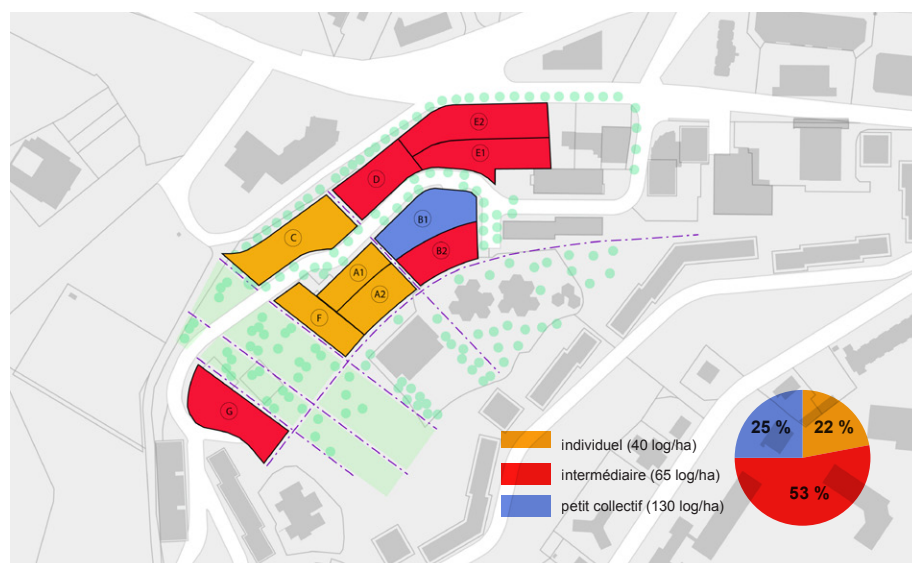 E2
E1
D
B1
C
B2
A1
A2
F
G
25 %
22 %
53 %
individuel (40 log/ha)
intermédiaire (65 log/ha)
petit collectif (130 log/ha)